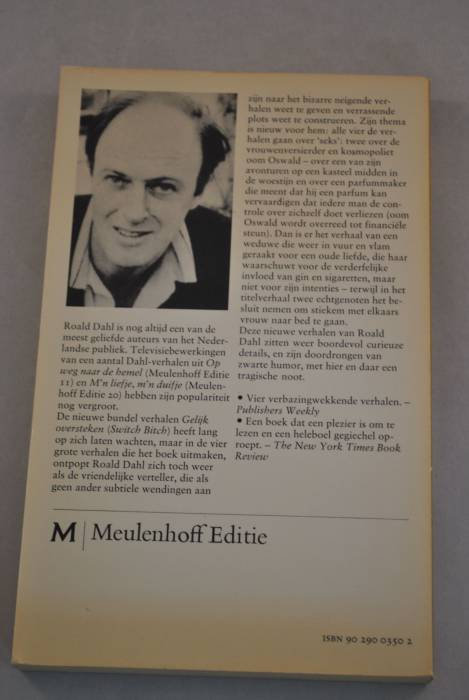 Roald Dahl is nog altijd een van de
meest geliefde auteurs van het Neder-
landse publiek. Televisiebewerkingen
van een aantal Dahl-verhalen uit Op
weg naar de hemel (Meulenhoff Editie
11) en M'n liefje, m'n duifje (Meulen-
hoff Editie 20) hebben zijn populariteit
nog vergroot.
De nieuwe bundel verhalen Gelijk
oversteken (Switch Bitch) heeft lang
op zich laten wachten, maar in de vier
grote verhalen die het boek uitmaken,
ontpopt Roald Dahl zich toch weer
als de vriendelijke verteller, die als
geen ander subtiele wendingen aan
zijn naar het bizarre neigende ver-
halen weet te geven en verrassende
plots weet te construeren. Zijn thema
is nieuw voor hem: alle vier de ver-
halen gaan over 'seks': twee over de
vrouwenversierder en kosmopoliet
oom Oswald – over een van zijn
avonturen op een kasteel midden in
de woestijn en over een parfummaker
die meent dat hij een parfum kan
vervaardigen dat iedere man de con-
trole over zichzelf doet verliezen (oom
Oswald wordt overreed tot financiële
steun). Dan is er het verhaal van een
weduwe die weer in vuur en vlam
geraakt voor een oude liefde, die haar
waarschuwt voor de verderfelijke
invloed van gin en sigaretten, maar
niet voor zijn intenties – terwijl in het
titelverhaal twee echtgenoten het be-
sluit nemen om stiekem met elkaars
vrouw naar bed te gaan.
Deze nieuwe verhalen van Roald
Dahl zitten weer boordevol curieuze
details, en zijn doordrongen van
zwarte humor, met hier en daar een
tragische noot.
• Vier verbazingwekkende verhalen. –
Publishers Weekly
• Een boek dat een plezier is om te
lezen en een heleboel gegiechel op-
roept. – The New York Times Book
Review
M | Meulenhoff Editie
ISBN 90 290 0350 2